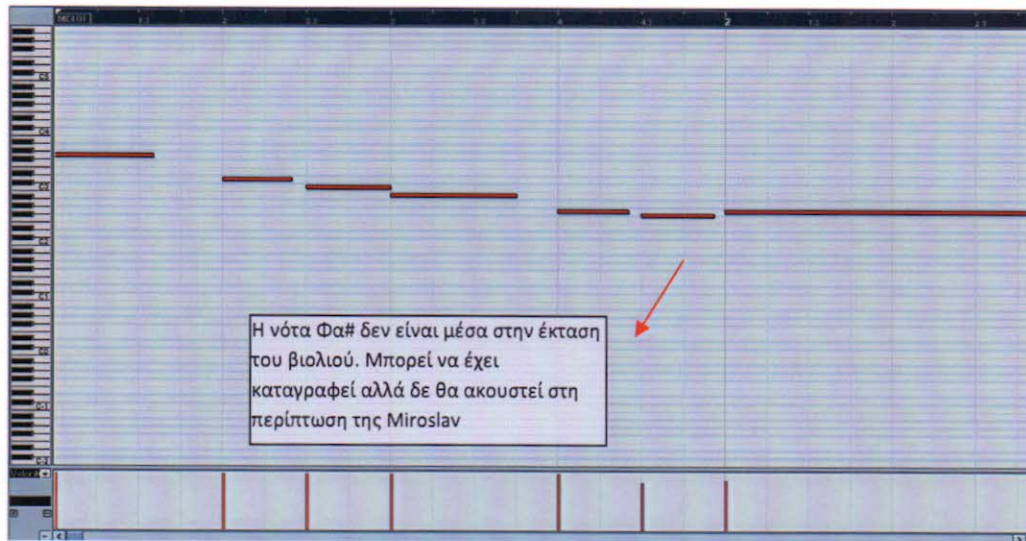 Η νότα Φα# δεν είναι μέσα στην έκταση
του βιολιού. Μπορεί να έχει
καταγραφεί αλλά δε θα ακουστεί στη
περίπτωση της Miroslav